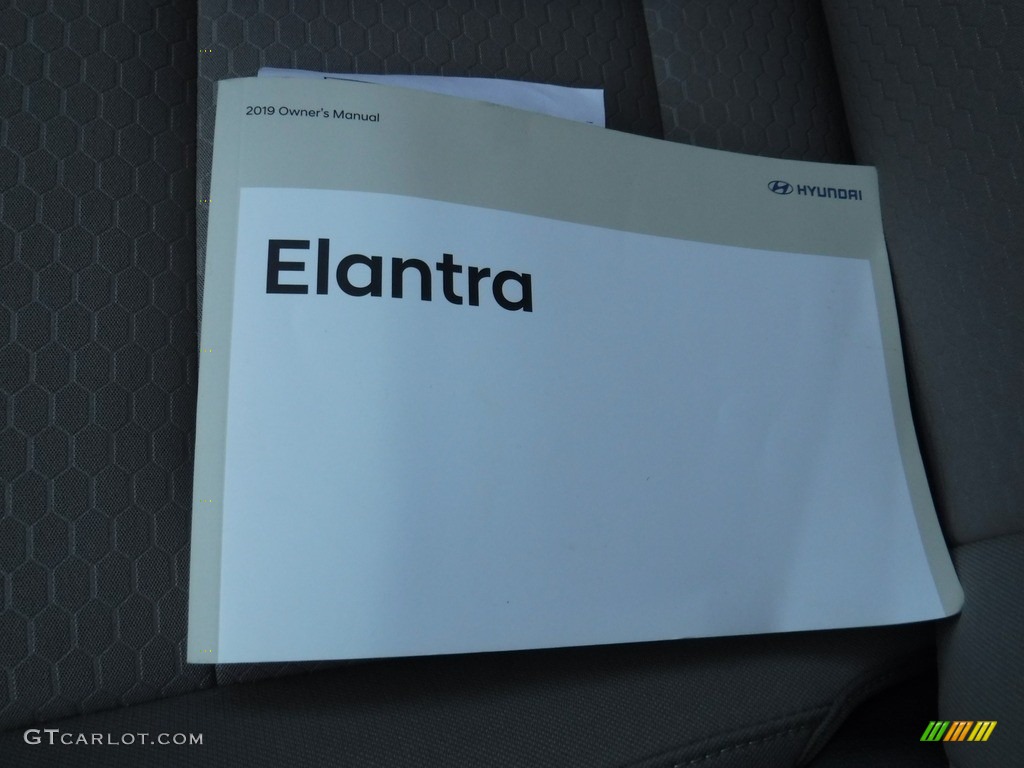 2019 Owner's Manual
HYUNDAI
Elantra
GTCARLOT.COM